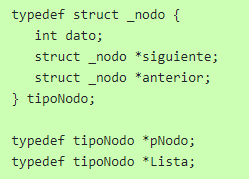 typedef struct _nodo {
   int dato;
   struct _nodo *siguiente;
   struct _nodo *anterior;
} tipoNodo;

typedef tipoNodo *pNodo;
typedef tipoNodo *Lista;